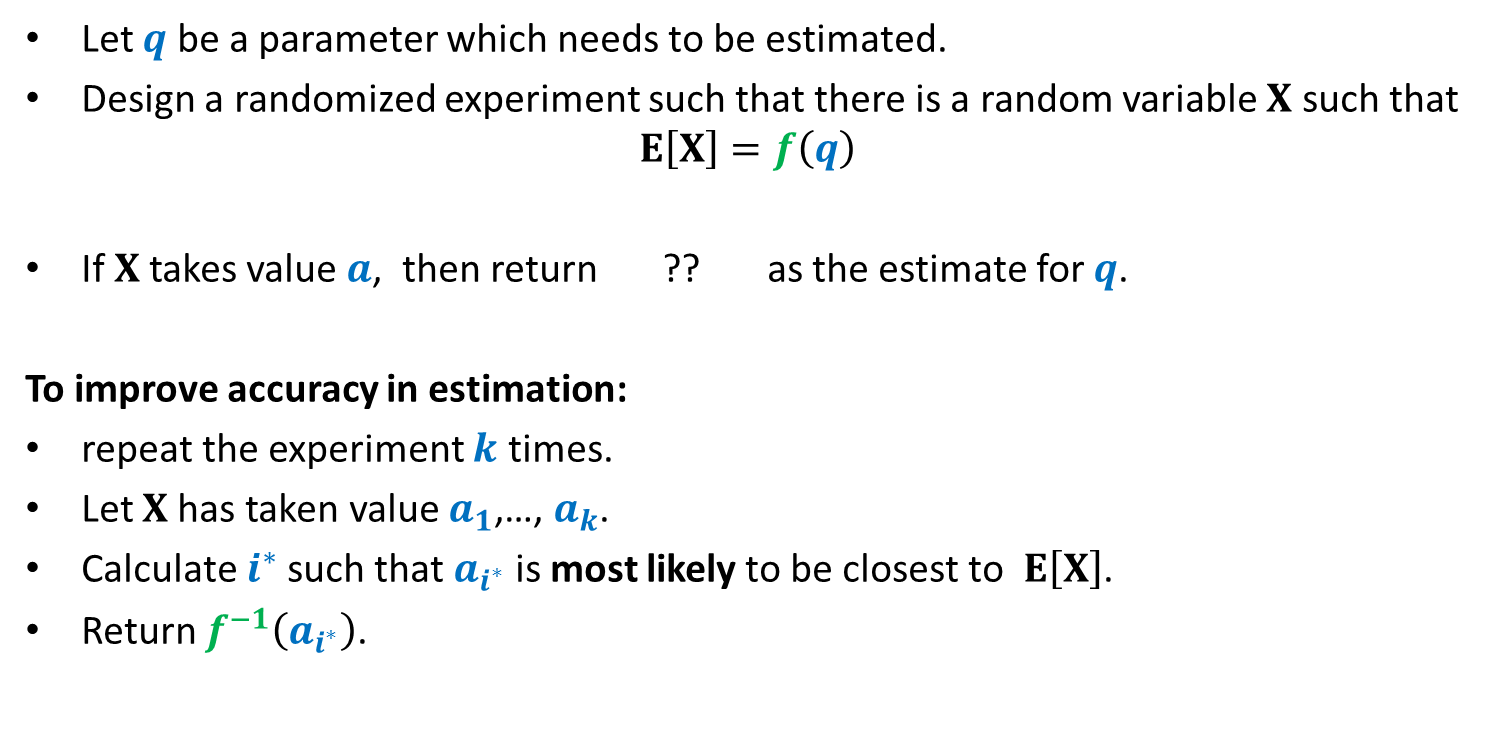 • Let q be a parameter which needs to be estimated.
• Design a randomized experiment such that there is a random variable X such that
E[X] = f(q)
• If X takes value a, then return ?? as the estimate for q.
To improve accuracy in estimation:
• repeat the experiment k times.
• Let X has taken value a₁,…, aₖ.
• Calculate i* such that a_{i*} is most likely to be closest to E[X].
• Return f⁻¹(a_{i*}).